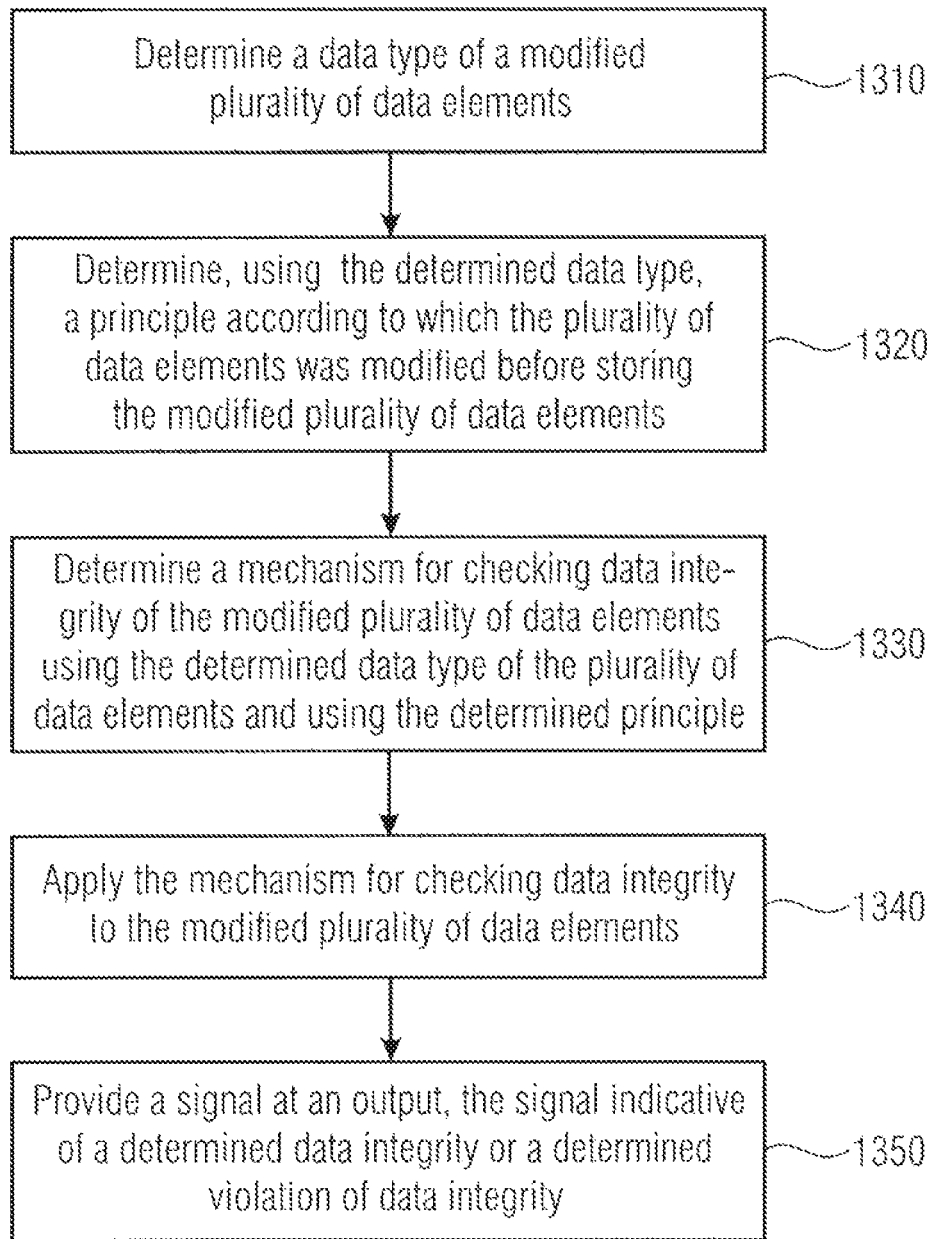 Determine a data type of a modified
plurality of data elements
1310
Determine, using the determined data type,
a principle according to which the plurality of
data elements was modified before storing
the modified plurality of data elements
1320
Determine a mechanism for checking data inte-
grity of the modified plurality of data elements
using the determined data type of the plurality of
data elements and using the determined principle
1330
Apply the mechanism for checking data integrity
to the modified plurality of data elements
1340
Provide a signal at an output, the signal indicative
of a determined data integrity or a determined
violation of data integrity
1350